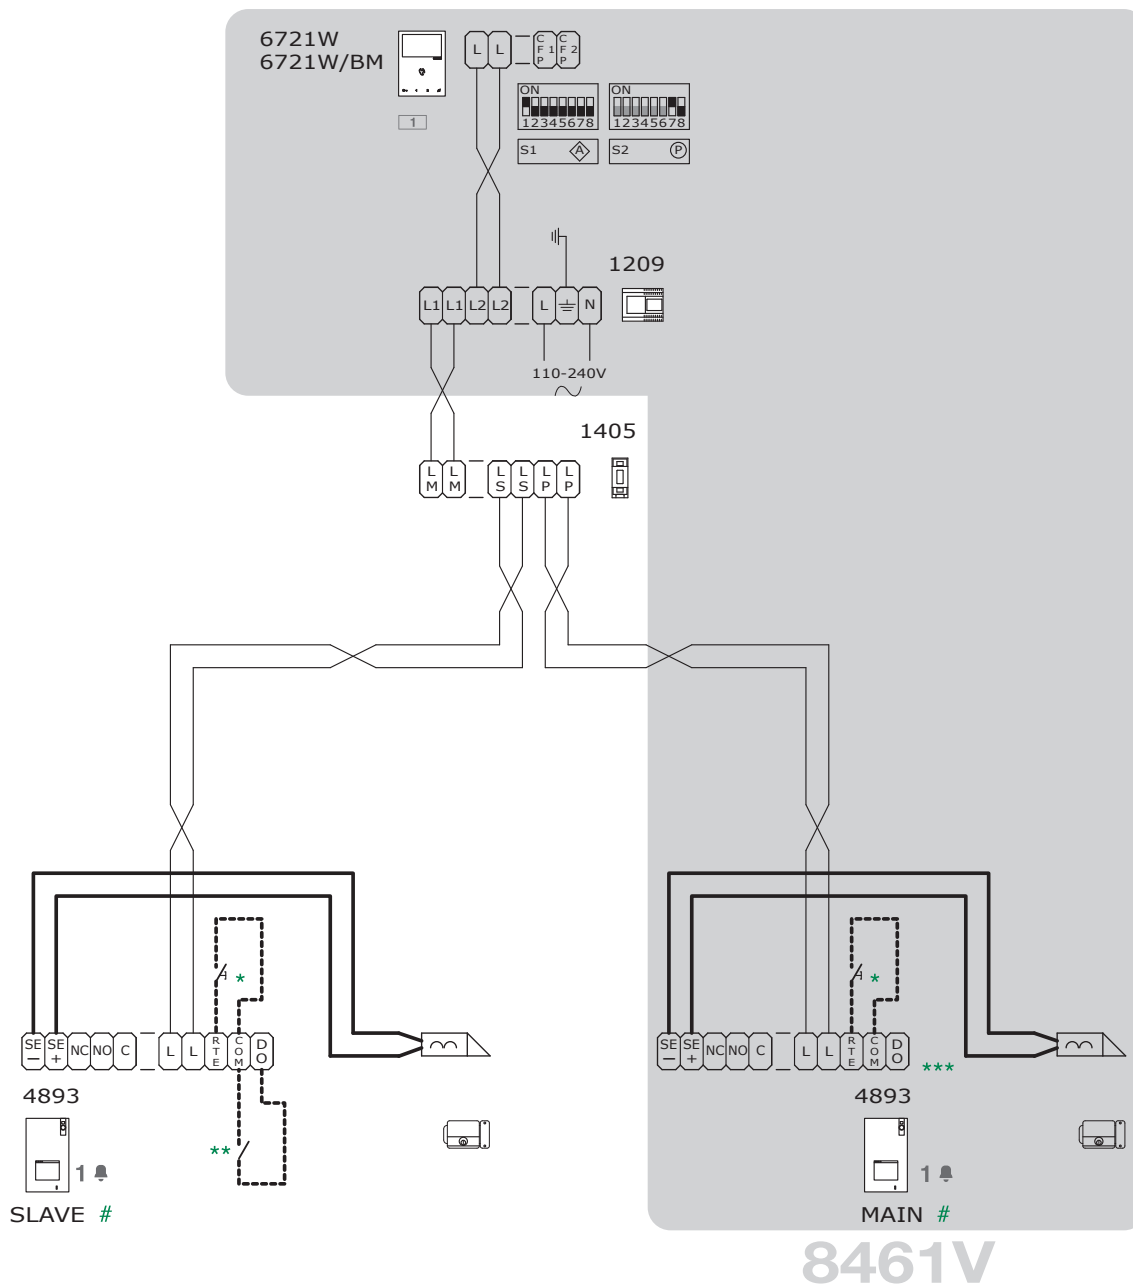 6721W
6721W/BM
L L CFP1 CFP2
1
ON ON
12345678 12345678
S1 A S2 P
1209
L1 L1 L2 L2 L N
110-240V
1405
LM LM LS LS LP LP
* *
SE- SE+ NC NO C L L RTE COM DO
SE- SE+ NC NO C L L RTE COM DO
***
4893
4893
**
1
1
SLAVE #
MAIN #
8461V